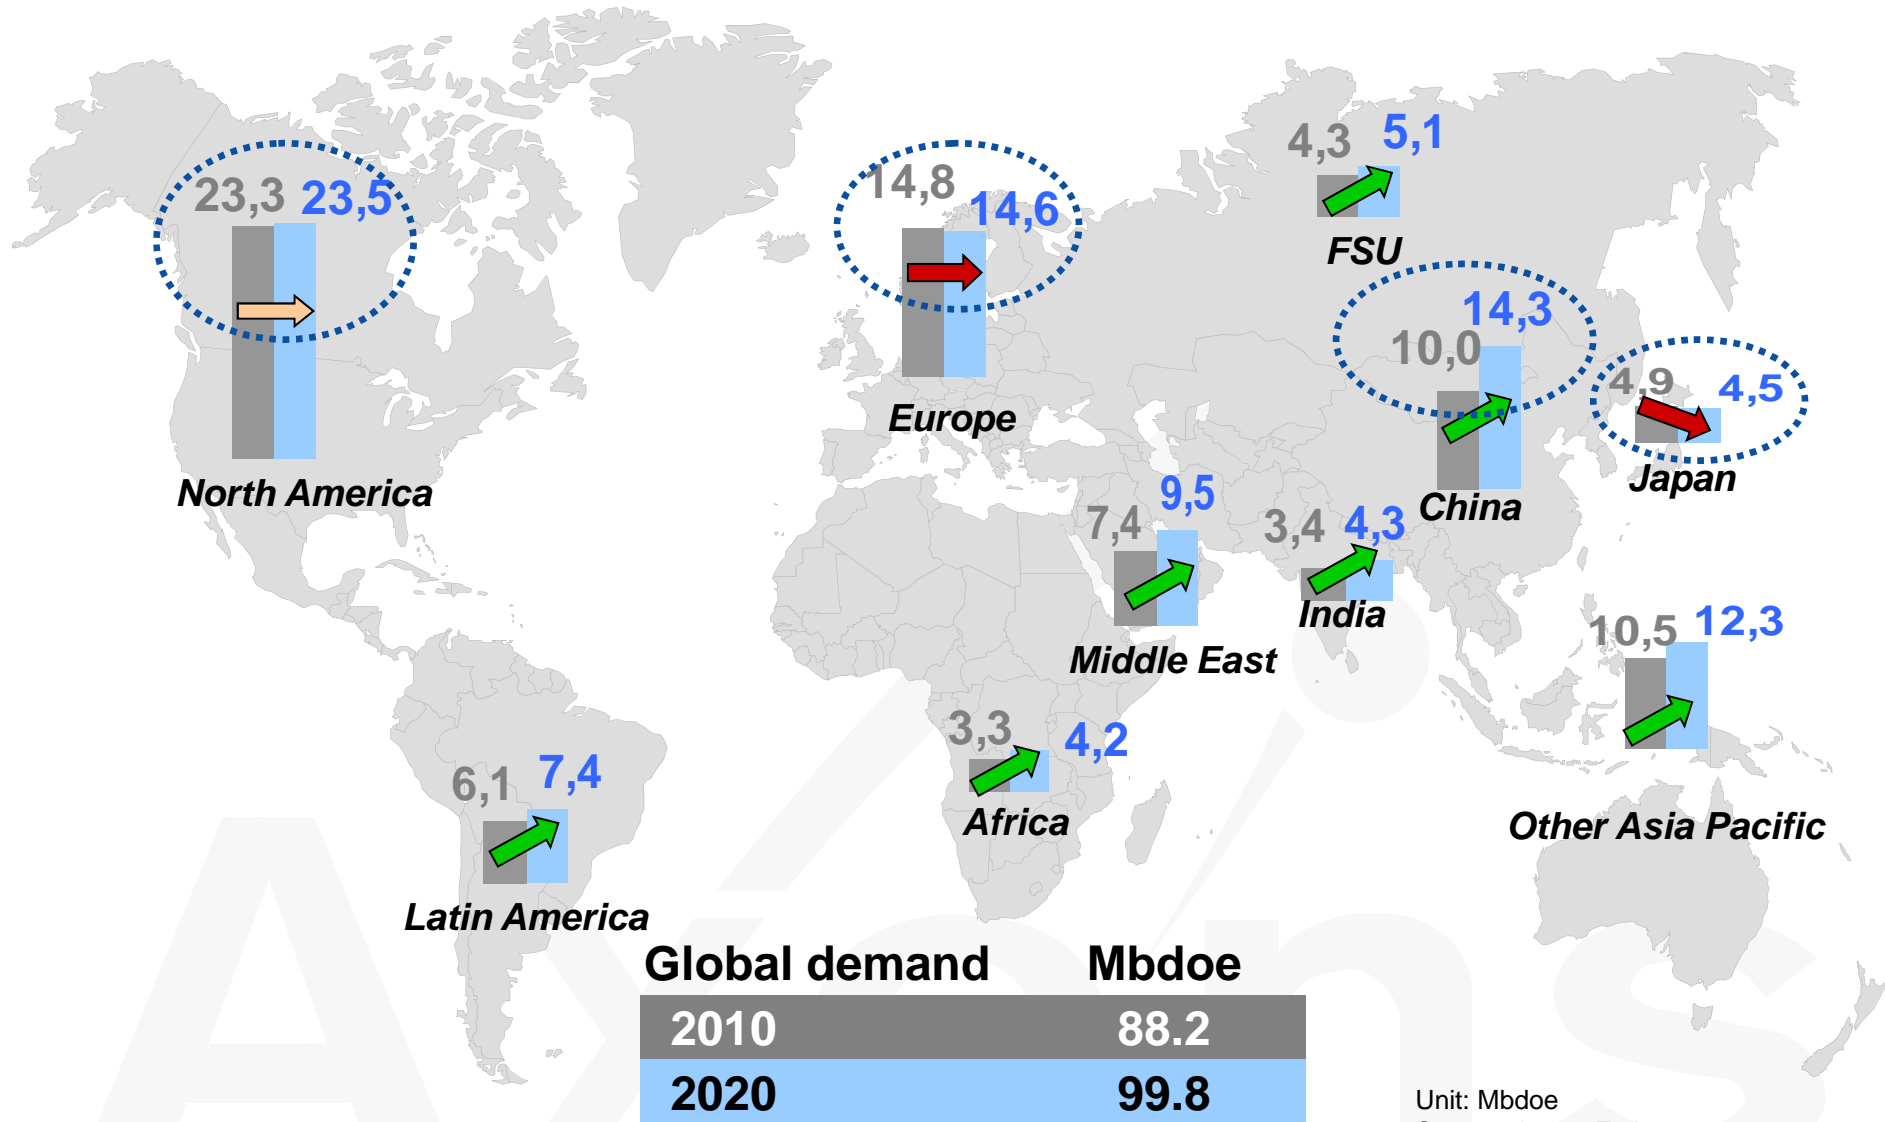 4,3 5,1
FSU
23,3 23,5
North America
14,8 14,6
Europe
10,0 14,3
China
4,9 4,5
Japan
7,4 9,5
Middle East
3,4 4,3
India
10,5 12,3
Other Asia Pacific
3,3 4,2
Africa
6,1 7,4
Latin America
Global demand Mbdoe
2010 88.2
2020 99.8
Unit: Mbdoe
Axens